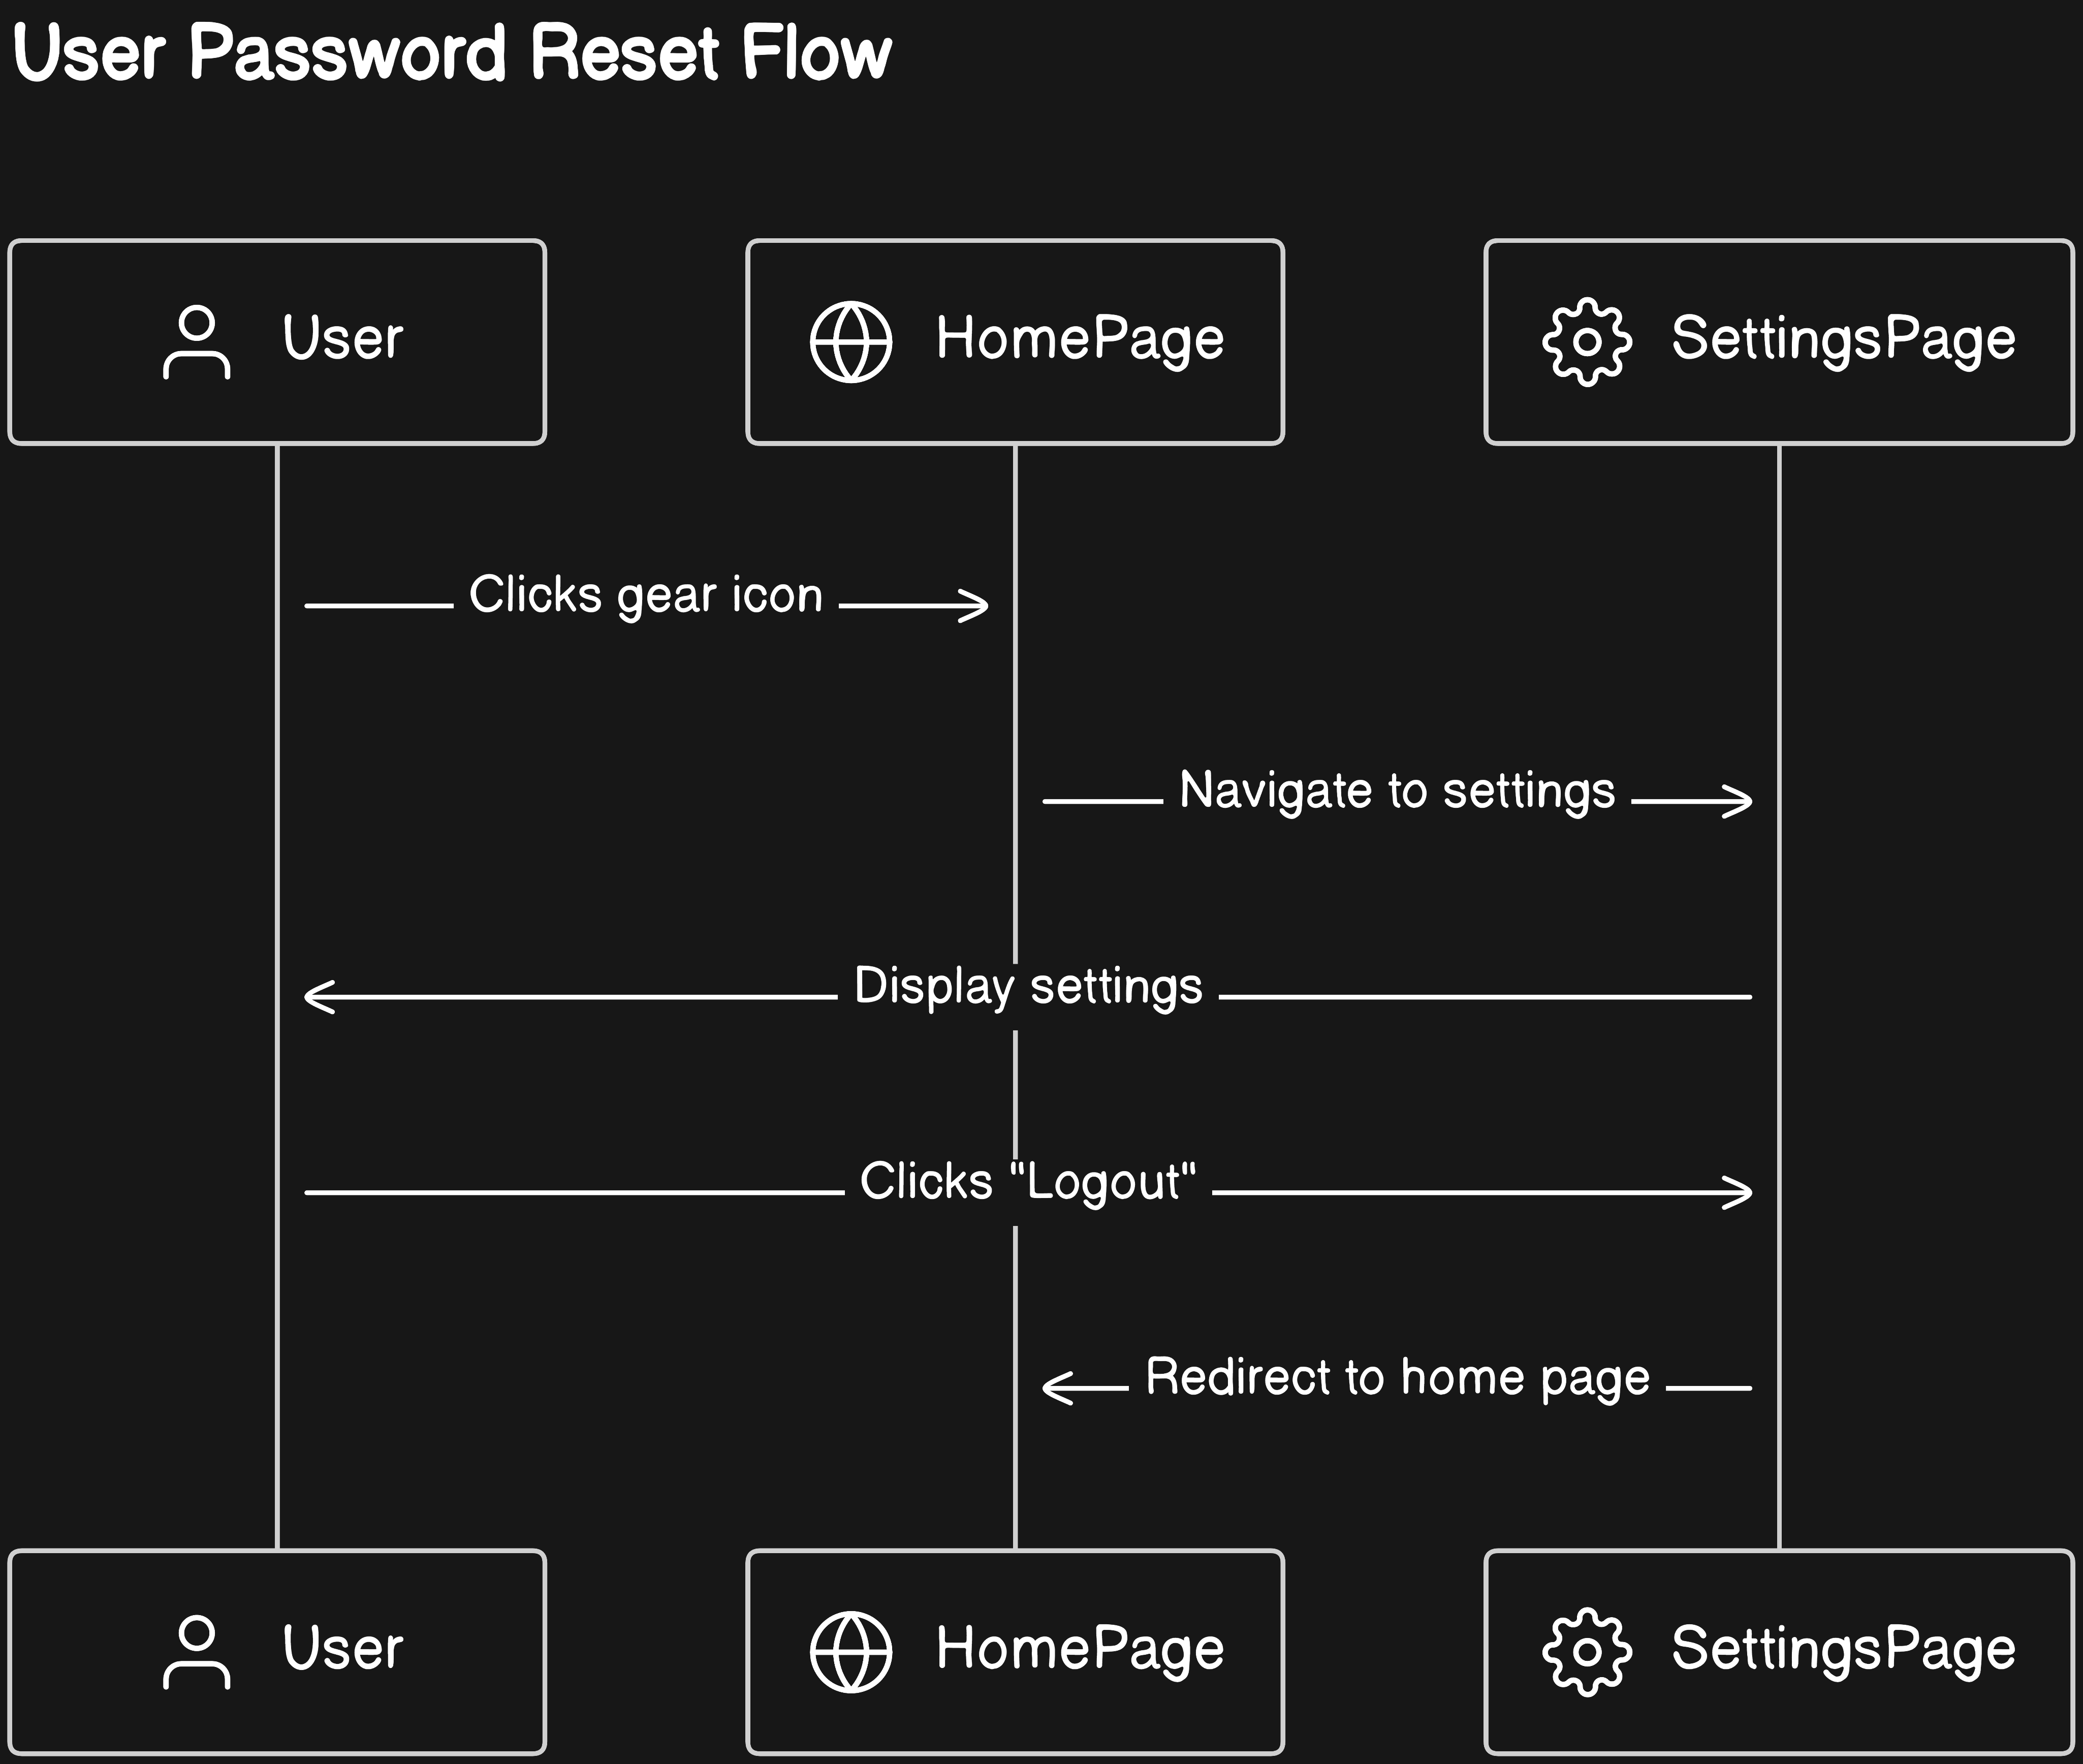 User Password Reset Flow
User
HomePage
SettingsPage
Clicks gear icon
Navigate to settings
Display settings
Clicks "Logout"
Redirect to home page
User
HomePage
SettingsPage